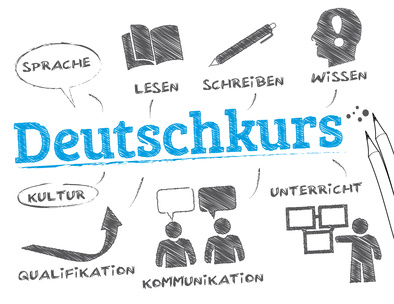 SPRACHE
LESEN
SCHREIBEN
WISSEN
Deutschkurs
KULTUR
UNTERRICHT
QUALIFIKATION
KOMMUNIKATION